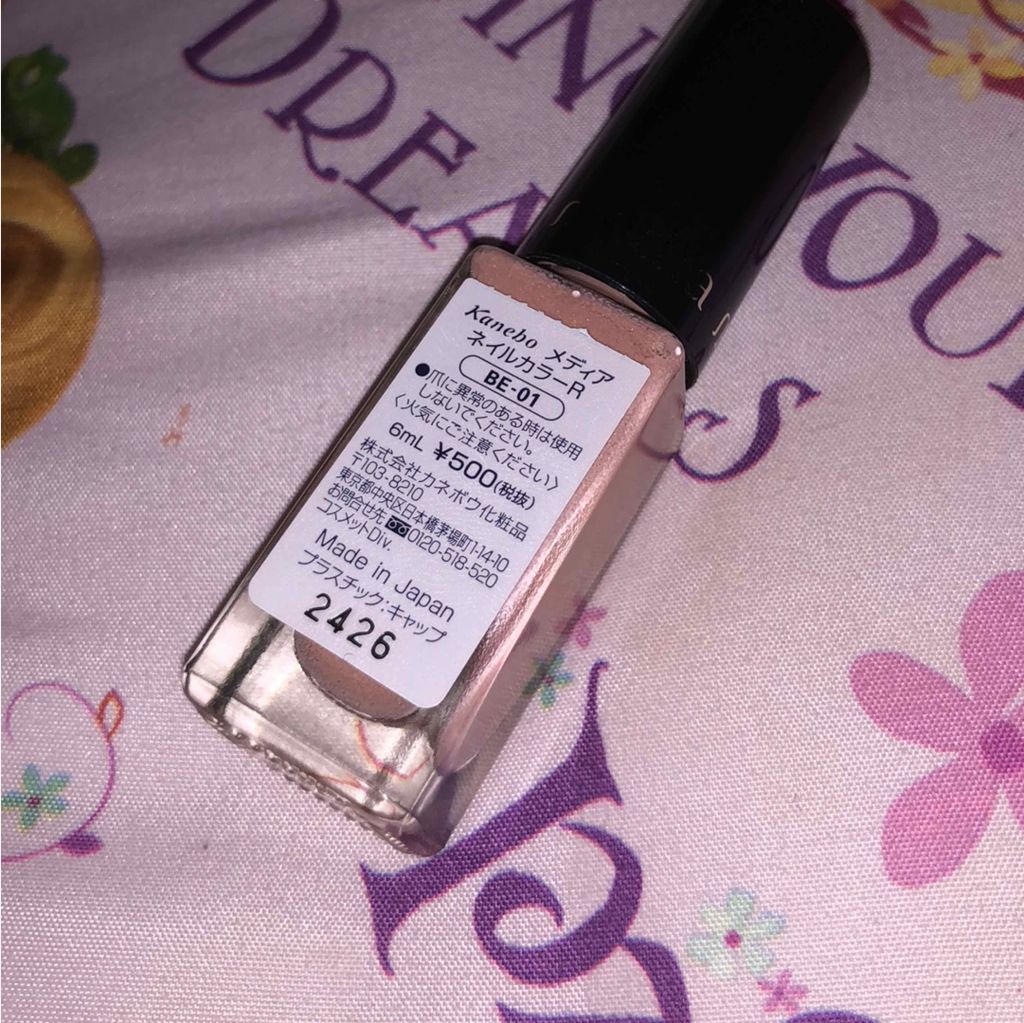 Kanebo メディア
ネイルカラーR
BE-01
●爪に異常のある時は使用
しないでください。
〈火気にご注意ください〉
6mL ¥500(税抜)
株式会社カネボウ化粧品
〒103-8210
東京都中央区日本橋茅場町1-14-10
お問合せ先 0120-518-520
コスメットDiv.
Made in Japan
プラスチック:キャップ
2426
DREAMS
YOUR